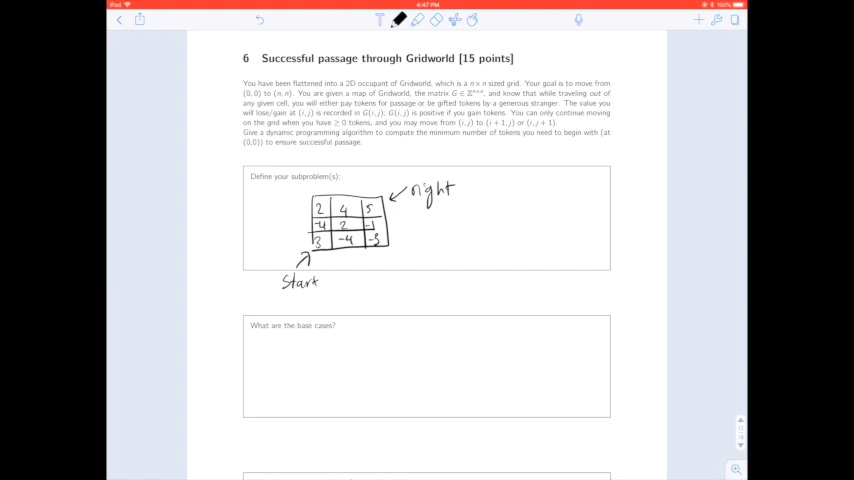 iPad
4:47 PM
100%
6 Successful passage through Gridworld [15 points]
You have been flattened into a 2D occupant of Gridworld, which is a n × n sized grid. Your goal is to move from
(0, 0) to (n, n). You are given a map of Gridworld, the matrix G ∈ ℤⁿˣⁿ, and know that while traveling out of
any given cell, you will either pay tokens for passage or be gifted tokens by a generous stranger. The value you
will lose/gain at (i, j) is recorded in G(i, j); G(i, j) is positive if you gain tokens. You can only continue moving
on the grid when you have ≥ 0 tokens, and you may move from (i, j) to (i + 1, j) or (i, j + 1).
Give a dynamic programming algorithm to compute the minimum number of tokens you need to begin with (at
(0,0)) to ensure successful passage.
Define your subproblem(s):
right
2 4 5
-4 2 -1
3 -4 -3
Start
What are the base cases?